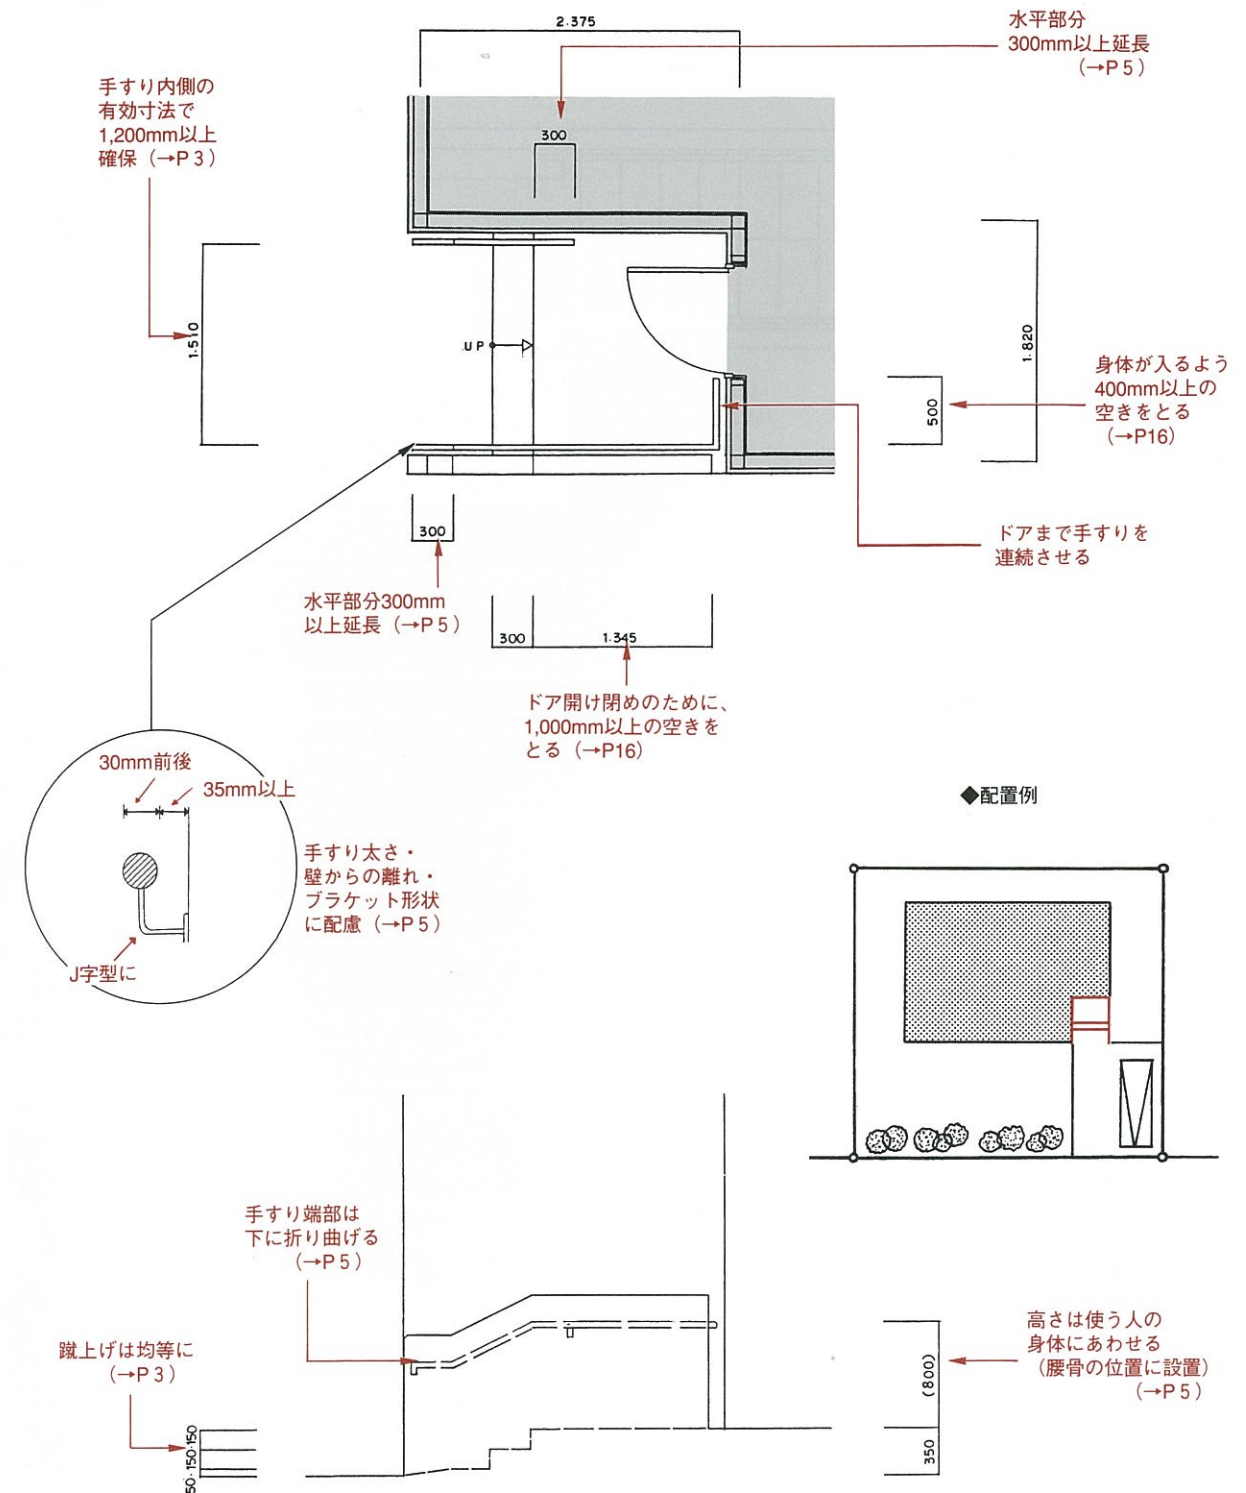 2.375
水平部分
300mm以上延長
(→P5)
手すり内側の
有効寸法で
1,200mm以上
確保(→P3)
300
1.510
UP
1.820
身体が入るよう
400mm以上の
空きをとる
(→P16)
500
300
ドアまで手すりを
連続させる
水平部分300mm
以上延長(→P5)
300
1.345
ドア開け閉めのために、
1,000mm以上の空きを
とる(→P16)
30mm前後
35mm以上
手すり太さ・
壁からの離れ・
ブラケット形状
に配慮(→P5)
J字型に
◆配置例
手すり端部は
下に折り曲げる
(→P5)
蹴上げは均等に
(→P3)
50·150·150
高さは使う人の
身体にあわせる
(腰骨の位置に設置)
(→P5)
(800)
350